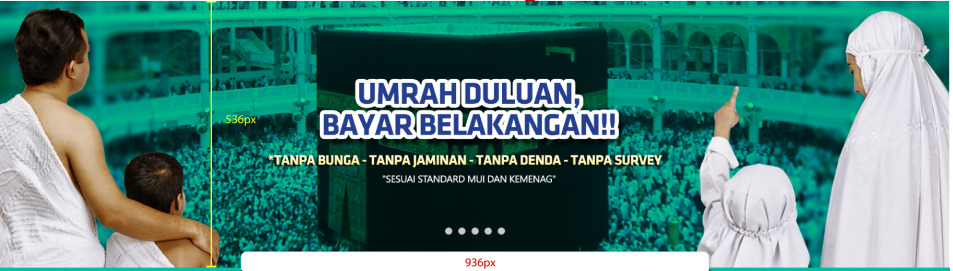 UMRAH DULUAN,
BAYAR BELAKANGAN!!
536px
*TANPA BUNGA - TANPA JAMINAN - TANPA DENDA - TANPA SURVEY
"SESUAI STANDARD MUI DAN KEMENAG"
936px